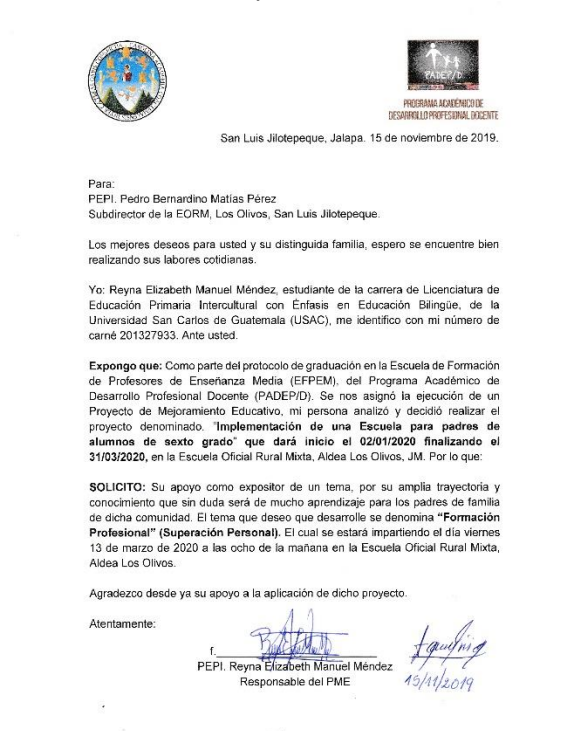 PADEP/D
PROGRAMA ACADÉMICO DE
DESARROLLO PROFESIONAL DOCENTE
San Luis Jilotepeque, Jalapa. 15 de noviembre de 2019.
Para:
PEPI. Pedro Bernardino Matías Pérez
Subdirector de la EORM, Los Olivos, San Luis Jilotepeque.
Los mejores deseos para usted y su distinguida familia, espero se encuentre bien
realizando sus labores cotidianas.
Yo: Reyna Elizabeth Manuel Méndez, estudiante de la carrera de Licenciatura de
Educación Primaria Intercultural con Énfasis en Educación Bilingüe, de la
Universidad San Carlos de Guatemala (USAC), me identifico con mi número de
carné 201327933. Ante usted.
Expongo que: Como parte del protocolo de graduación en la Escuela de Formación
de Profesores de Enseñanza Media (EFPEM), del Programa Académico de
Desarrollo Profesional Docente (PADEP/D). Se nos asignó la ejecución de un
Proyecto de Mejoramiento Educativo, mi persona analizó y decidió realizar el
proyecto denominado. "Implementación de una Escuela para padres de
alumnos de sexto grado" que dará inicio el 02/01/2020 finalizando el
31/03/2020, en la Escuela Oficial Rural Mixta, Aldea Los Olivos, JM. Por lo que:
SOLICITO: Su apoyo como expositor de un tema, por su amplia trayectoria y
conocimiento que sin duda será de mucho aprendizaje para los padres de familia
de dicha comunidad. El tema que deseo que desarrolle se denomina "Formación
Profesional" (Superación Personal). El cual se estará impartiendo el día viernes
13 de marzo de 2020 a las ocho de la mañana en la Escuela Oficial Rural Mixta,
Aldea Los Olivos.
Agradezco desde ya su apoyo a la aplicación de dicho proyecto.
Atentamente:
f.
PEPI. Reyna Elizabeth Manuel Méndez
Responsable del PME
15/11/2019